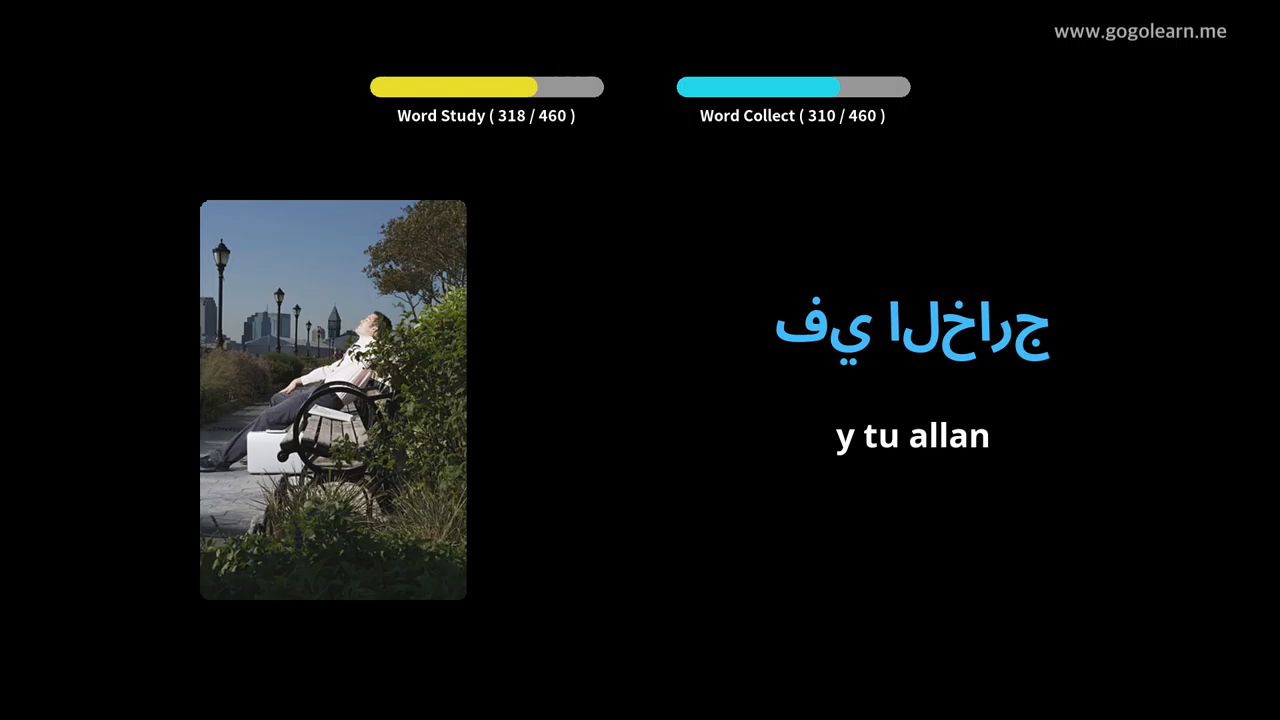 www.gogolearn.me
Word Study ( 318 / 460 )
Word Collect ( 310 / 460 )
في الخارج
y tu allan